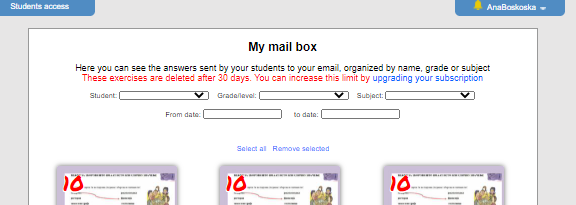 Students access
AnaBoskoska
My mail box
Here you can see the answers sent by your students to your email, organized by name, grade or subject
These exercises are deleted after 30 days. You can increase this limit by upgrading your subscription
Student: Grade/level: Subject:
From date: to date:
Select all Remove selected
10 10 10